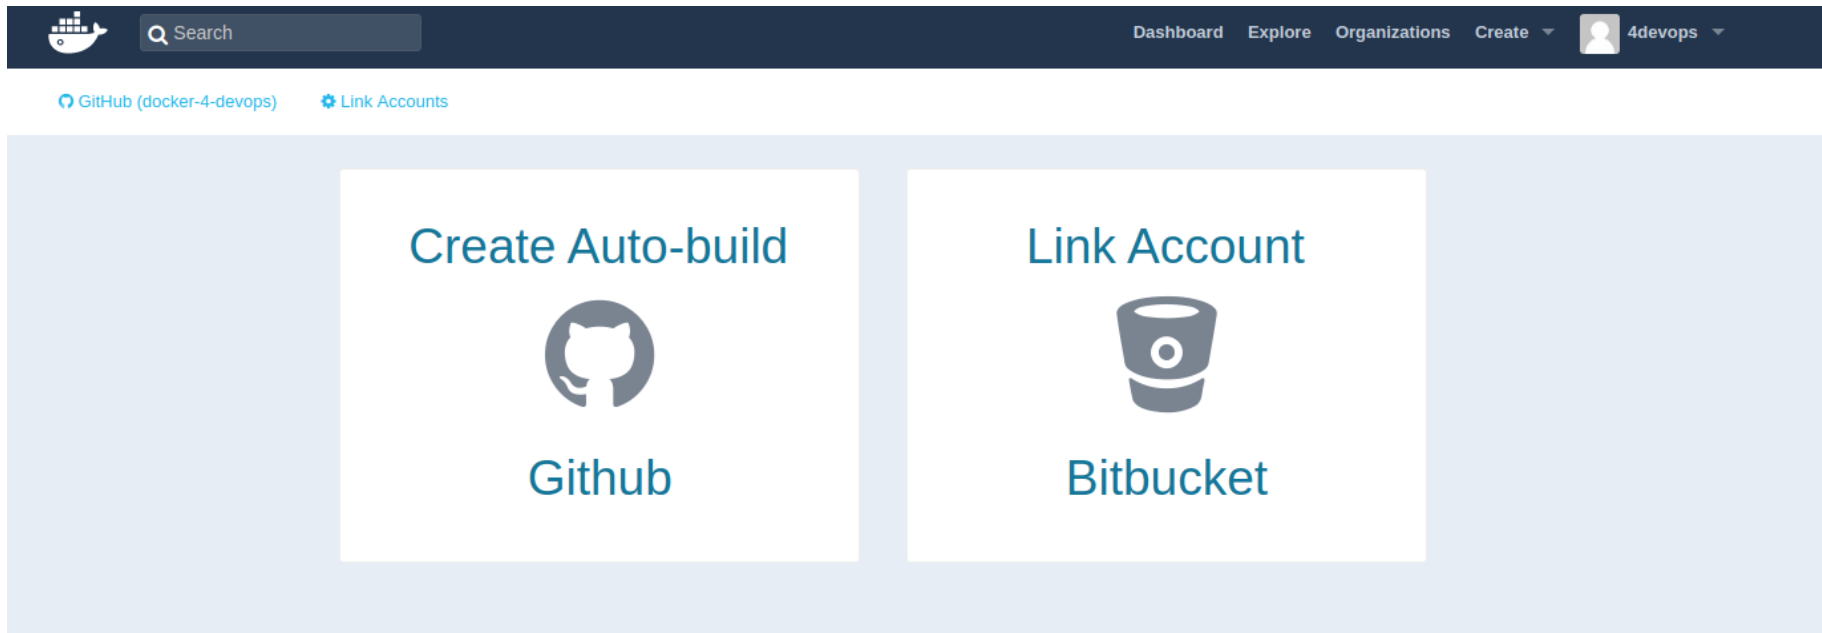 Search
Dashboard Explore Organizations Create 4devops
GitHub (docker-4-devops) Link Accounts
Create Auto-build
Github
Link Account
Bitbucket